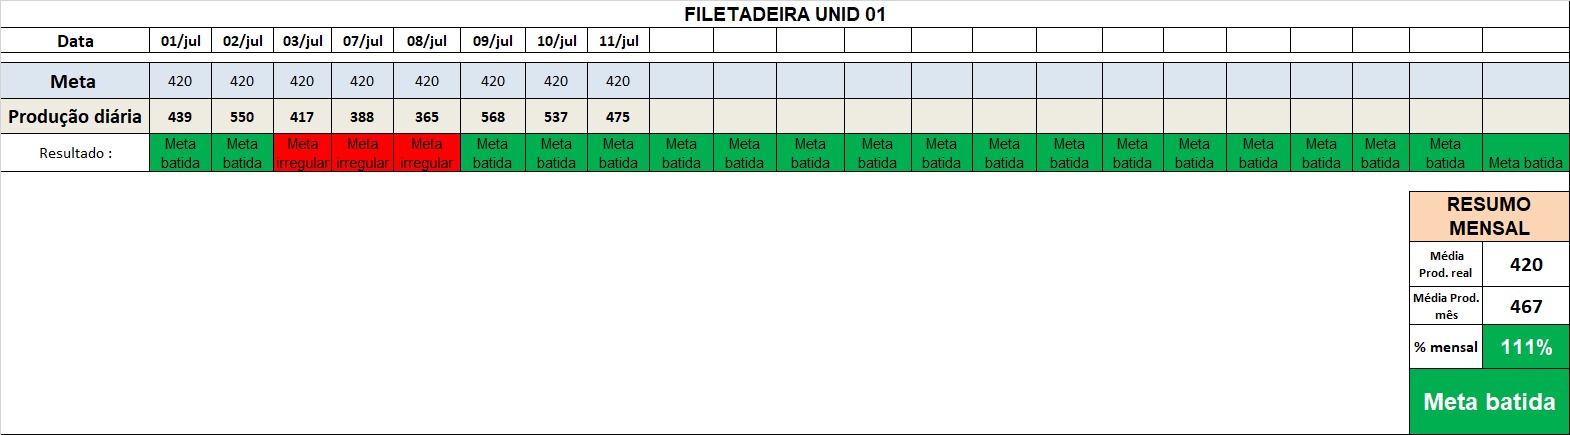 FILETADEIRA UNID 01
Data 01/jul 02/jul 03/jul 07/jul 08/jul 09/jul 10/jul 11/jul
Meta 420 420 420 420 420 420 420 420
Produção diária 439 550 417 388 365 568 537 475
Resultado : Meta batida Meta batida Meta irregular Meta irregular Meta irregular Meta batida Meta batida Meta batida Meta batida Meta batida Meta batida Meta batida Meta batida Meta batida Meta batida Meta batida Meta batida Meta batida Meta batida Meta batida Meta batida Meta batida
RESUMO
MENSAL
Média
Prod. real 420
Média Prod.
mês 467
% mensal 111%
Meta batida